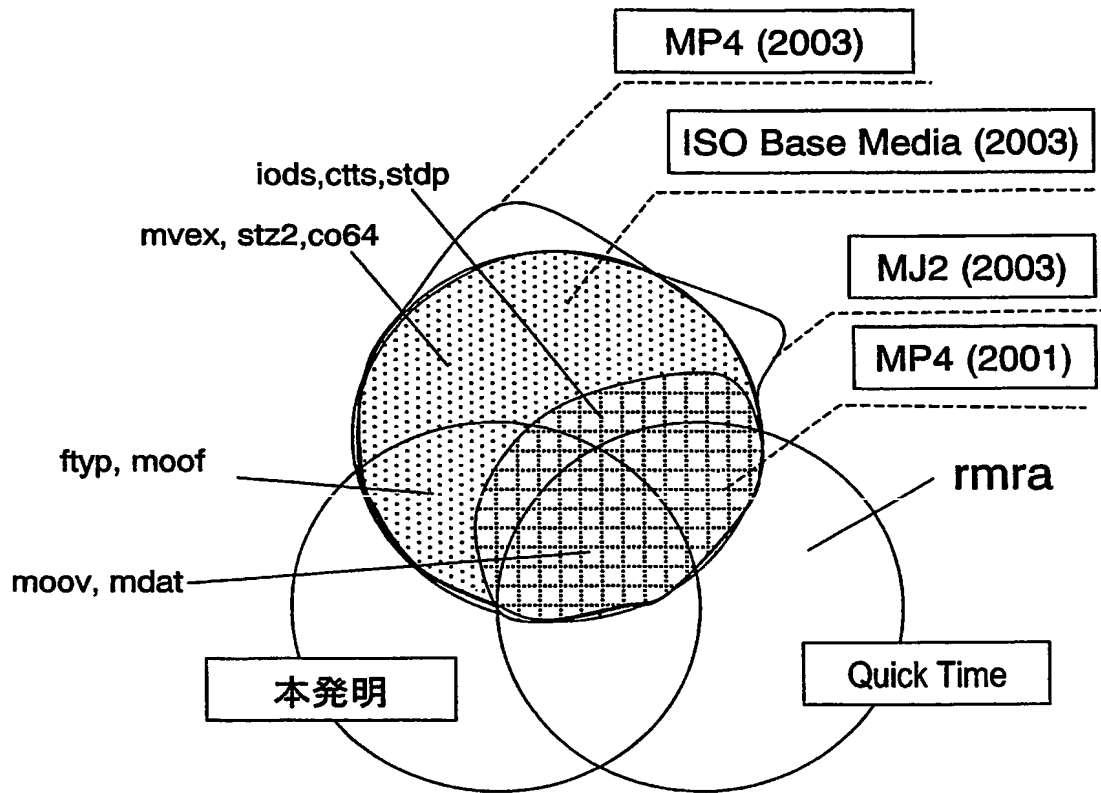 MP4 (2003)
ISO Base Media (2003)
iods,ctts,stdp
mvex, stz2,co64
MJ2 (2003)
MP4 (2001)
ftyp, moof
rmra
moov, mdat
本発明
Quick Time